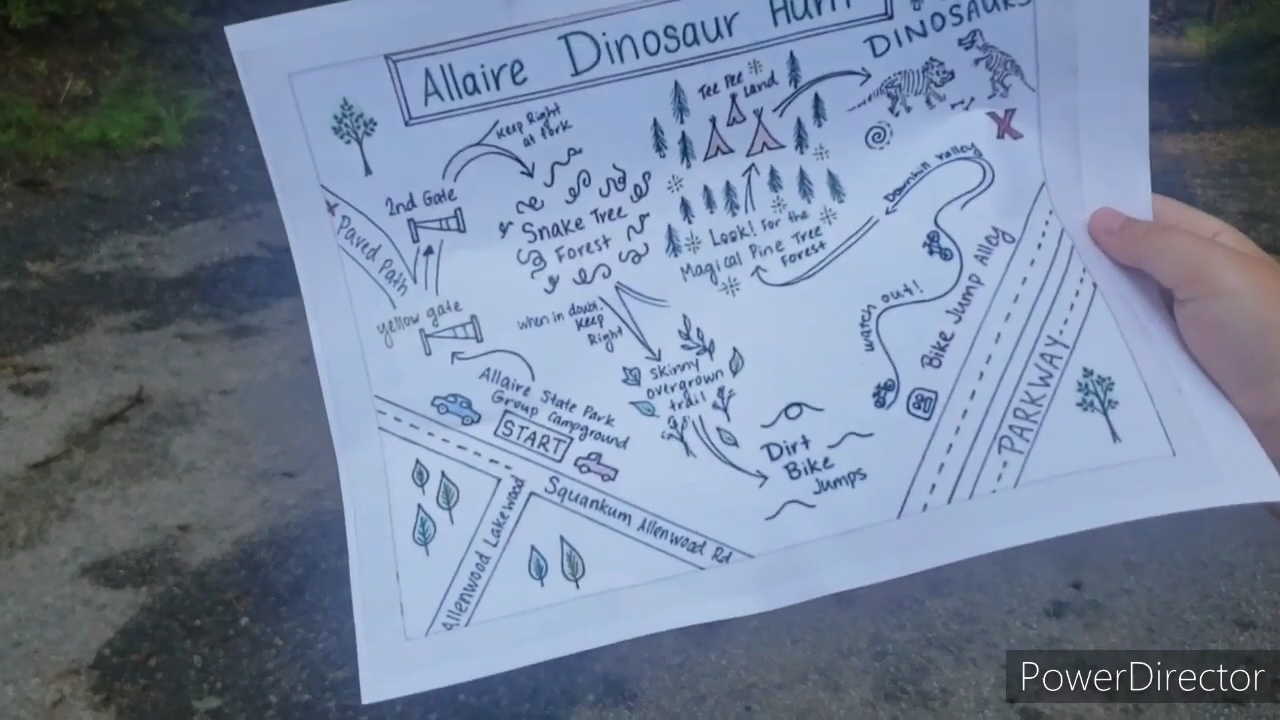 Allaire Dinosaur Hunt
DINOSAURS
Keep Right
at Fork
Tee Pee
Land
2nd Gate
Snake Tree
Forest
Paved Path
Look! For the
Magical Pine Tree
Forest
Downhill Valley
yellow gate
when in doubt,
Keep
Right
watch out!
Bike Jump Alley
skinny
overgrown
trail
Allaire State Park
Group Campground
START
PARKWAY
Dirt
Bike
Jumps
Squankum Allenwood Rd
Allenwood Lakewood
PowerDirector